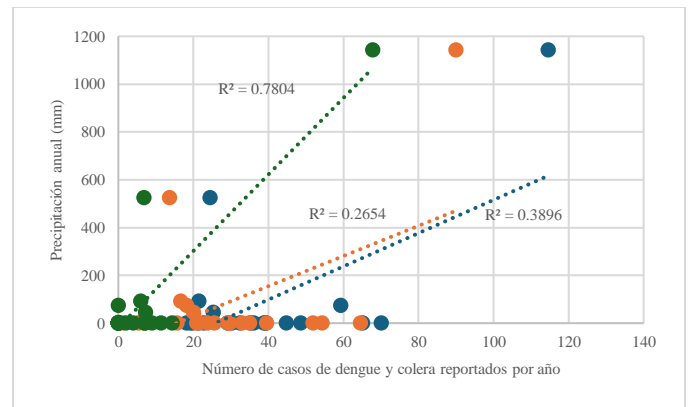 1200
1000
800
600
400
200
0
Precipitación anual (mm)
R² = 0.7804
R² = 0.2654
R² = 0.3896
0 20 40 60 80 100 120 140
Número de casos de dengue y colera reportados por año